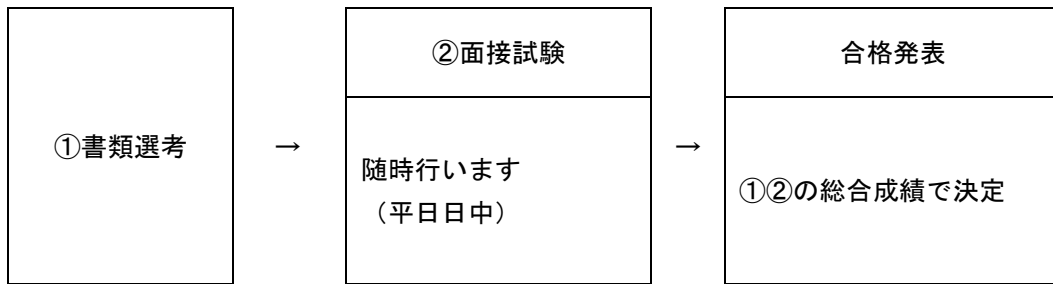 ①書類選考
→
②面接試験
随時行います
（平日日中）
→
合格発表
①②の総合成績で決定